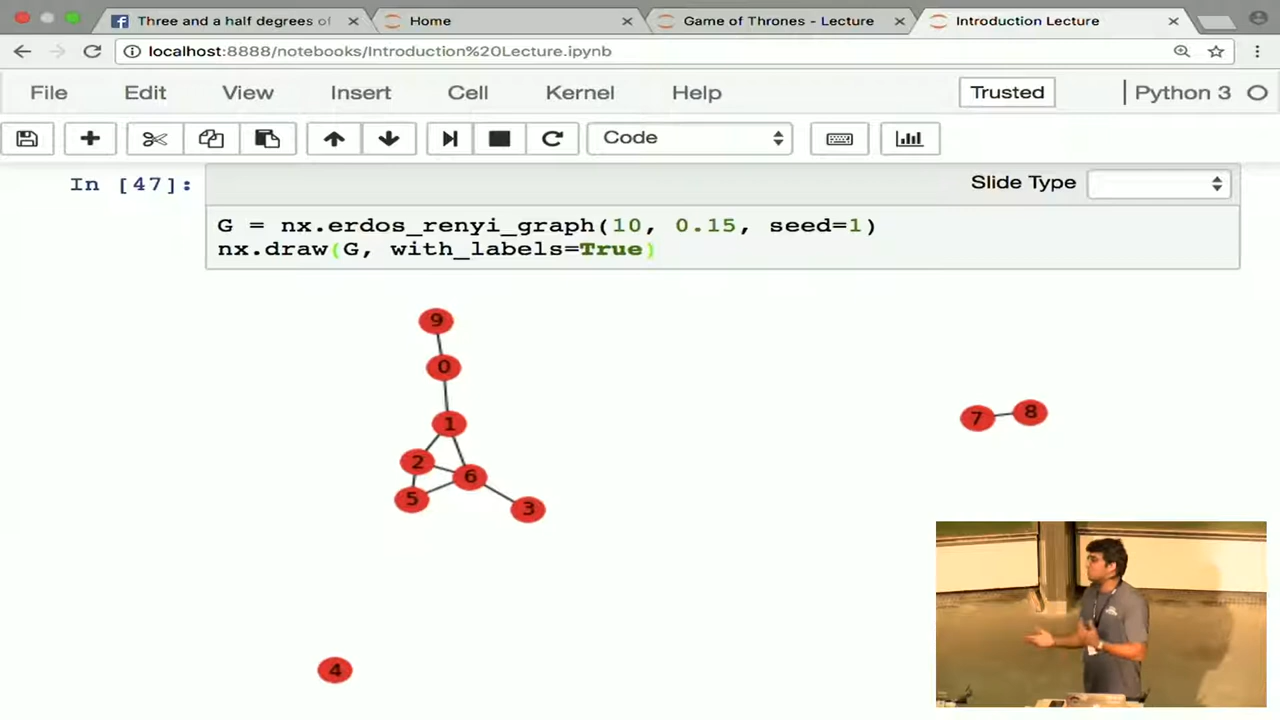 Three and a half degrees of
Home
Game of Thrones - Lecture
Introduction Lecture
localhost:8888/notebooks/Introduction%20Lecture.ipynb
File Edit View Insert Cell Kernel Help Trusted Python 3
Code
In [47]:
Slide Type
G = nx.erdos_renyi_graph(10, 0.15, seed=1)
nx.draw(G, with_labels=True)
9
0
1
2
6
5
3
7
8
4